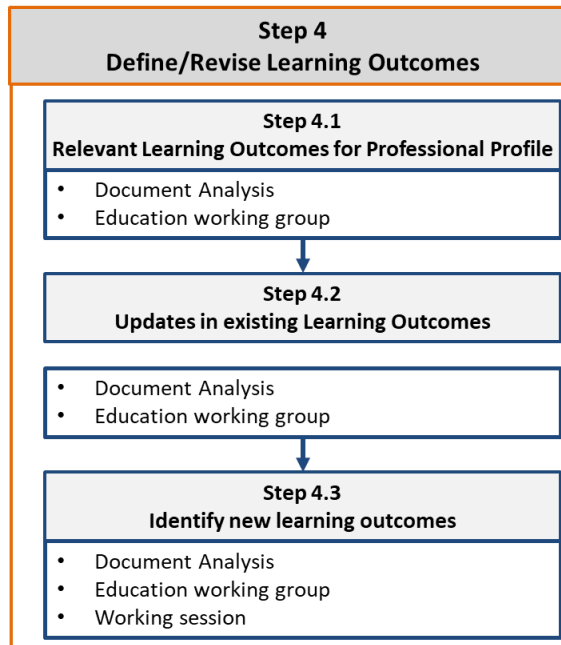 Step 4
Define/Revise Learning Outcomes
Step 4.1
Relevant Learning Outcomes for Professional Profile
• Document Analysis
• Education working group
Step 4.2
Updates in existing Learning Outcomes
• Document Analysis
• Education working group
Step 4.3
Identify new learning outcomes
• Document Analysis
• Education working group
• Working session